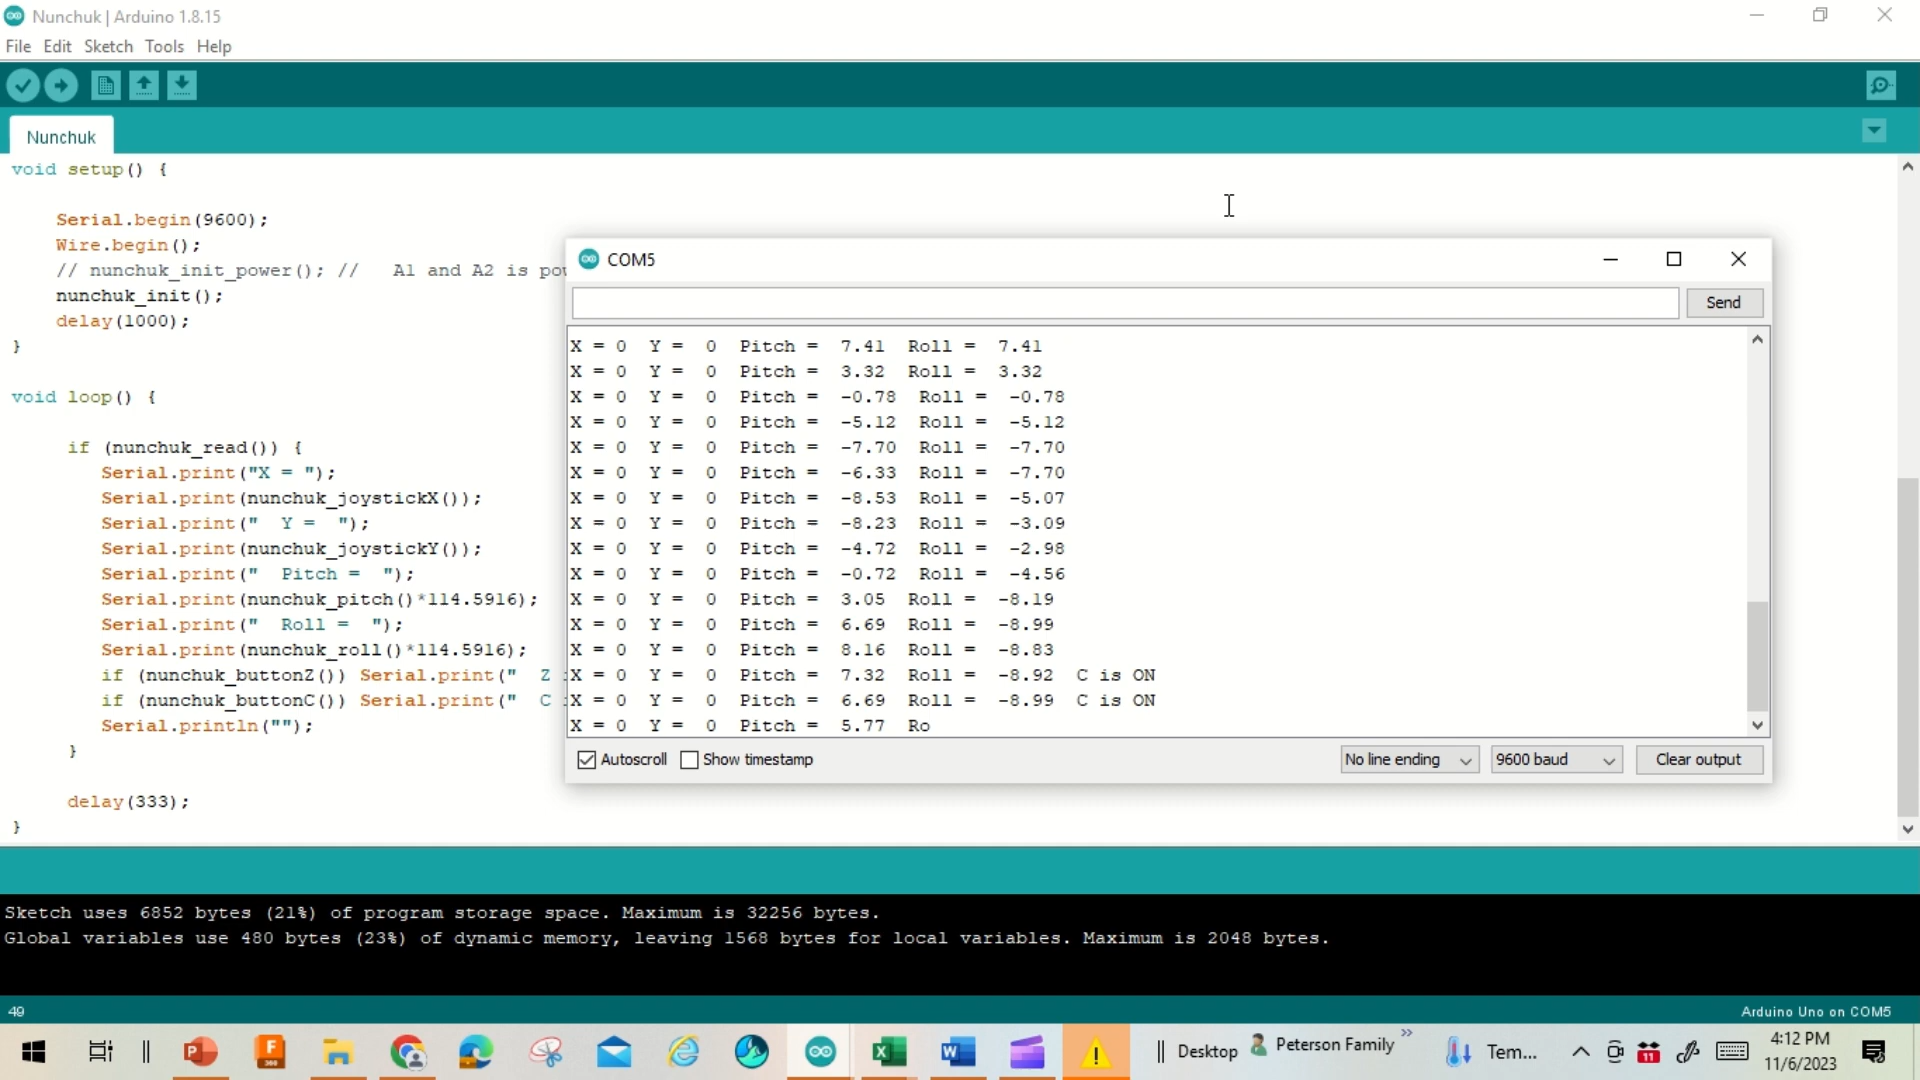 Nunchuk | Arduino 1.8.15
File Edit Sketch Tools Help
Nunchuk
void setup() {
Serial.begin(9600);
Wire.begin();
// nunchuk_init_power(); // A1 and A2 is
nunchuk_init();
delay(1000);
}
void loop() {
if (nunchuk_read()) {
Serial.print("X = ");
Serial.print(nunchuk_joystickX());
Serial.print("  Y =  ");
Serial.print(nunchuk_joystickY());
Serial.print("  Pitch =  ");
Serial.print(nunchuk_pitch()*114.5916);
Serial.print("  Roll =  ");
Serial.print(nunchuk_roll()*114.5916);
if (nunchuk_buttonZ()) Serial.print("  Z
if (nunchuk_buttonC()) Serial.print("  C
Serial.println("");
}
delay(333);
}
COM5
Send
X = 0  Y =  0  Pitch =  7.41  Roll =  7.41
X = 0  Y =  0  Pitch =  3.32  Roll =  3.32
X = 0  Y =  0  Pitch =  -0.78  Roll =  -0.78
X = 0  Y =  0  Pitch =  -5.12  Roll =  -5.12
X = 0  Y =  0  Pitch =  -7.70  Roll =  -7.70
X = 0  Y =  0  Pitch =  -6.33  Roll =  -7.70
X = 0  Y =  0  Pitch =  -8.53  Roll =  -5.07
X = 0  Y =  0  Pitch =  -8.23  Roll =  -3.09
X = 0  Y =  0  Pitch =  -4.72  Roll =  -2.98
X = 0  Y =  0  Pitch =  -0.72  Roll =  -4.56
X = 0  Y =  0  Pitch =  3.05  Roll =  -8.19
X = 0  Y =  0  Pitch =  6.69  Roll =  -8.99
X = 0  Y =  0  Pitch =  8.16  Roll =  -8.83
X = 0  Y =  0  Pitch =  7.32  Roll =  -8.92  C is ON
X = 0  Y =  0  Pitch =  6.69  Roll =  -8.99  C is ON
X = 0  Y =  0  Pitch =  5.77  Ro
Autoscroll Show timestamp No line ending 9600 baud Clear output
Sketch uses 6852 bytes (21%) of program storage space. Maximum is 32256 bytes.
Global variables use 480 bytes (23%) of dynamic memory, leaving 1568 bytes for local variables. Maximum is 2048 bytes.
49 Arduino Uno on COM5
Desktop Peterson Family Tem... 11 4:12 PM
11/6/2023